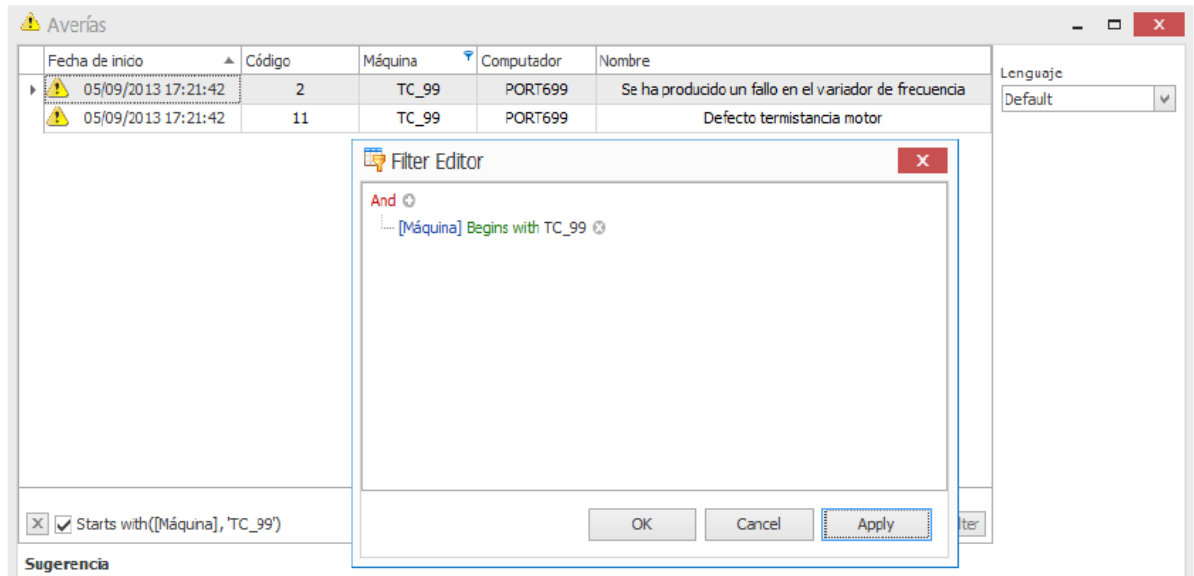 Averías
Fecha de inicio Código Máquina Computador Nombre
05/09/2013 17:21:42 2 TC_99 PORT699 Se ha producido un fallo en el variador de frecuencia
05/09/2013 17:21:42 11 TC_99 PORT699 Defecto termistancia motor
Lenguaje
Default
Filter Editor
And
[Máquina] Begins with TC_99
OK Cancel Apply
Starts with([Máquina], 'TC_99')
Sugerencia